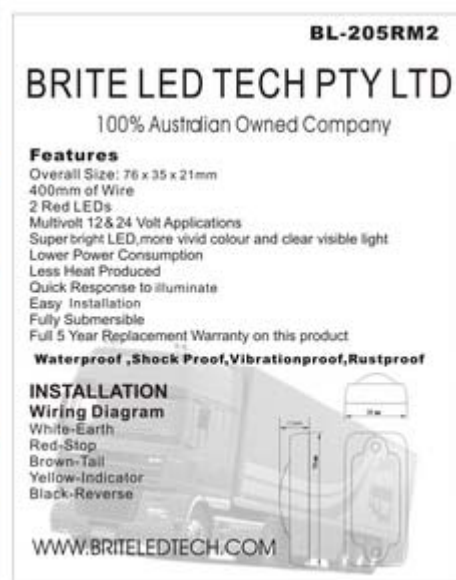 BL-205RM2
BRITE LED TECH PTY LTD
100% Australian Owned Company
Features
Overall Size: 76 x 35 x 21mm
400mm of Wire
2 Red LEDs
Multivolt 12 & 24 Volt Applications
Super bright LED,more vivid colour and clear visible light
Lower Power Consumption
Less Heat Produced
Quick Response to illuminate
Easy Installation
Fully Submersible
Full 5 Year Replacement Warranty on this product
Waterproof ,Shock Proof,Vibrationproof,Rustproof
INSTALLATION
Wiring Diagram
White-Earth
Red-Stop
Brown-Tail
Yellow-Indicator
Black-Reverse
WWW.BRITELEDTECH.COM